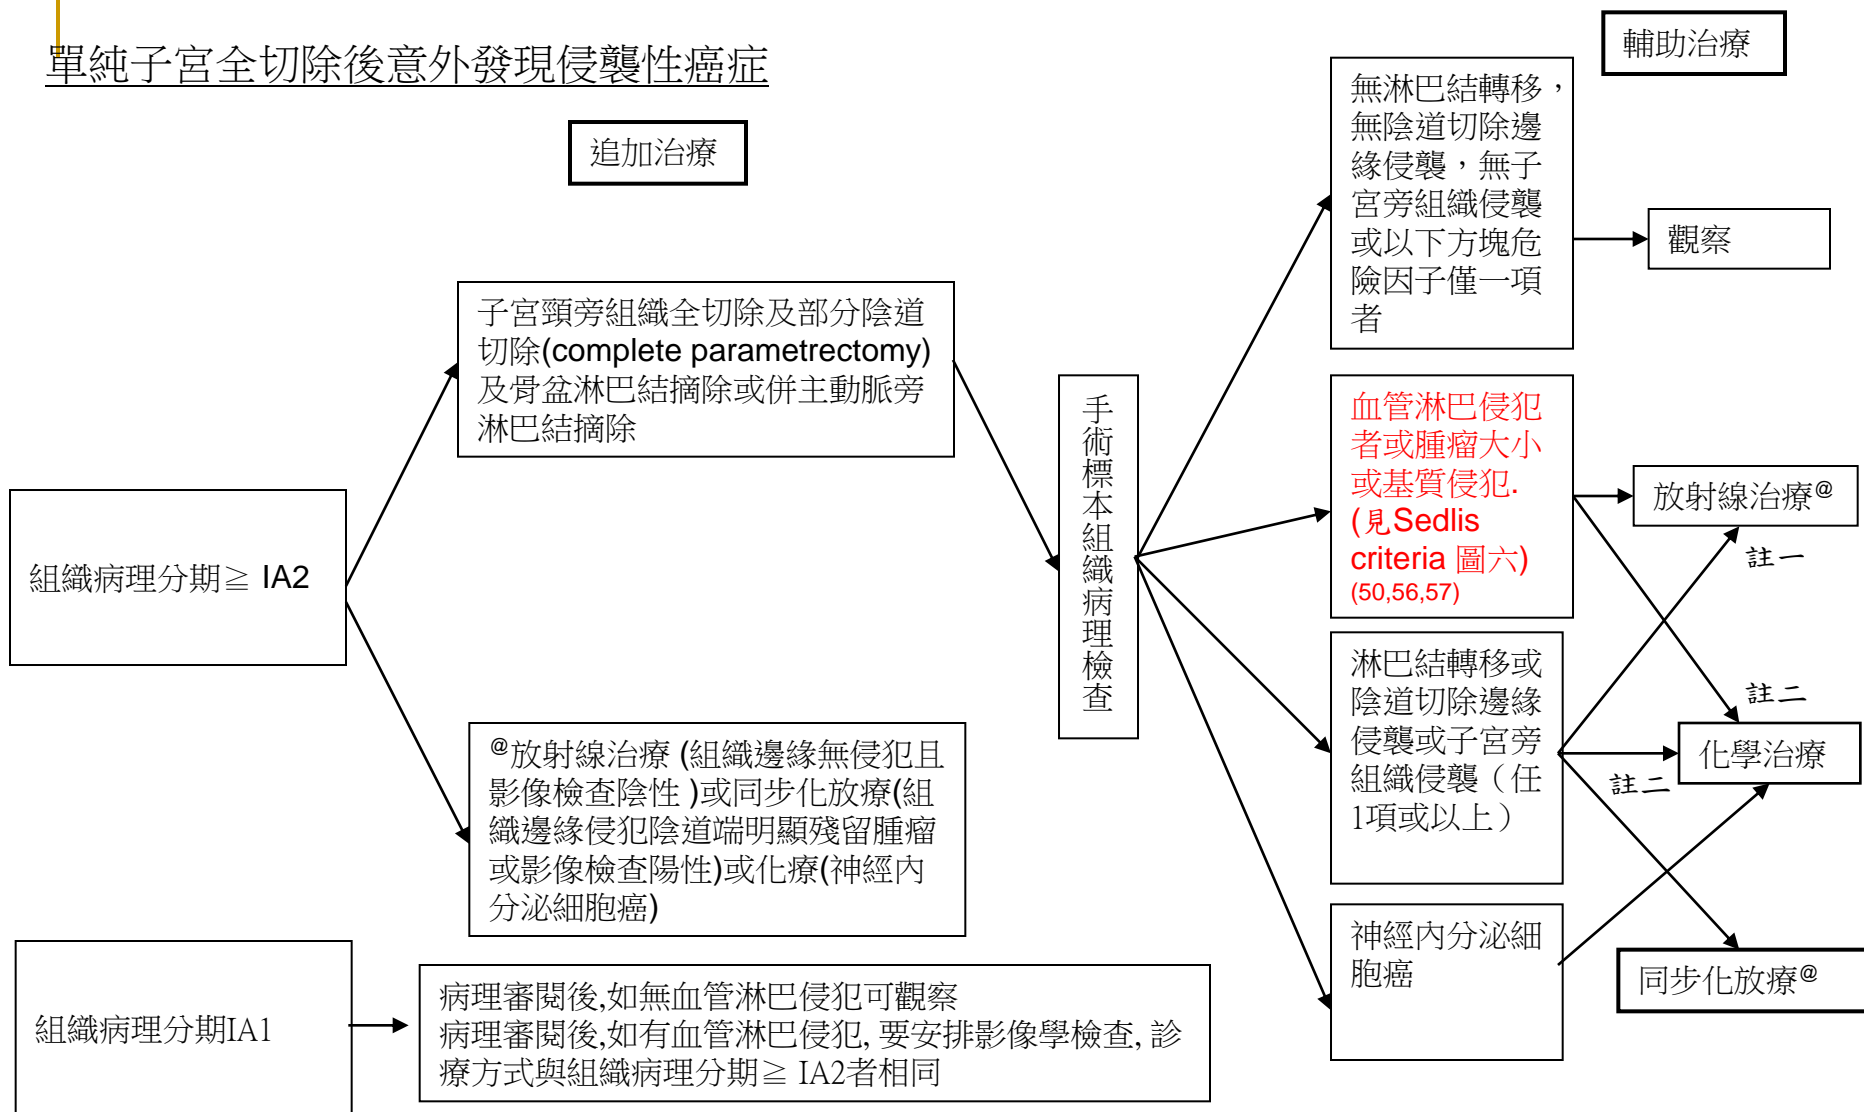 單純子宮全切除後意外發現侵襲性癌症
輔助治療
追加治療
組織病理分期≧ IA2
子宮頸旁組織全切除及部分陰道
切除(complete parametrectomy)
及骨盆淋巴結摘除或併主動脈旁
淋巴結摘除
@放射線治療 (組織邊緣無侵犯且
影像檢查陰性 )或同步化放療(組
織邊緣侵犯陰道端明顯殘留腫瘤
或影像檢查陽性)或化療(神經內
分泌細胞癌)
手術標本組織病理檢查
無淋巴結轉移，
無陰道切除邊
緣侵襲，無子
宮旁組織侵襲
或以下方塊危
險因子僅一項
者
觀察
血管淋巴侵犯
者或腫瘤大小
或基質侵犯.
(見Sedlis
criteria 圖六)
(50,56,57)
放射線治療@
註一
淋巴結轉移或
陰道切除邊緣
侵襲或子宮旁
組織侵襲（任
1項或以上）
註二
化學治療
註二
神經內分泌細
胞癌
同步化放療@
組織病理分期IA1
病理審閱後,如無血管淋巴侵犯可觀察
病理審閱後,如有血管淋巴侵犯, 要安排影像學檢查, 診
療方式與組織病理分期≧ IA2者相同